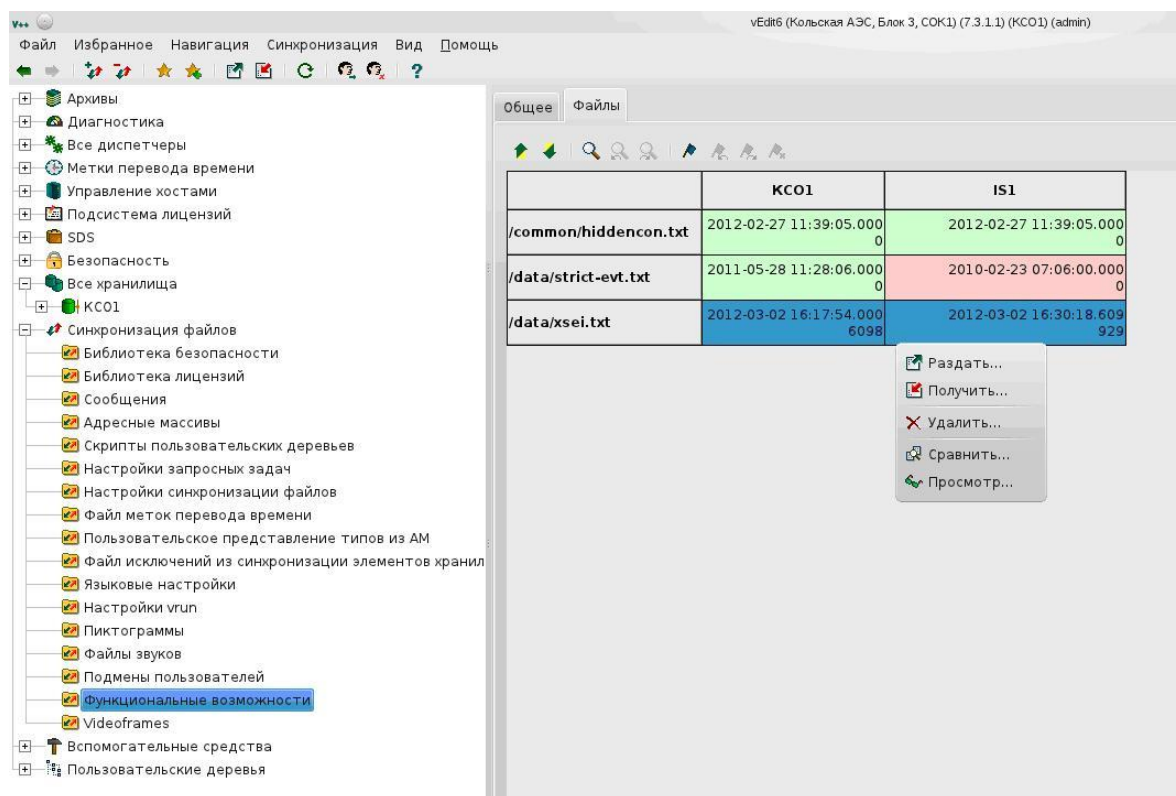 V++
vEdit6 (Кольская АЭС, Блок 3, СОК1) (7.3.1.1) (КСО1) (admin)
Файл Избранное Навигация Синхронизация Вид Помощь
?
Архивы
Диагностика
Все диспетчеры
Метки перевода времени
Управление хостами
Подсистема лицензий
SDS
Безопасность
Все хранилища
КСО1
Синхронизация файлов
Библиотека безопасности
Библиотека лицензий
Сообщения
Адресные массивы
Скрипты пользовательских деревьев
Настройки запросных задач
Настройки синхронизации файлов
Файл меток перевода времени
Пользовательское представление типов из АМ
Файл исключений из синхронизации элементов хранил
Языковые настройки
Настройки vrun
Пиктограммы
Файлы звуков
Подмены пользователей
Функциональные возможности
Videoframes
Вспомогательные средства
Пользовательские деревья
Общее Файлы
КСО1 IS1
/common/hiddencon.txt 2012-02-27 11:39:05.000 2012-02-27 11:39:05.000
0 0
/data/strict-evt.txt 2011-05-28 11:28:06.000 2010-02-23 07:06:00.000
0 0
/data/xsei.txt 2012-03-02 16:17:54.000 2012-03-02 16:30:18.609
6098 929
Раздать...
Получить...
Удалить...
Сравнить...
Просмотр...